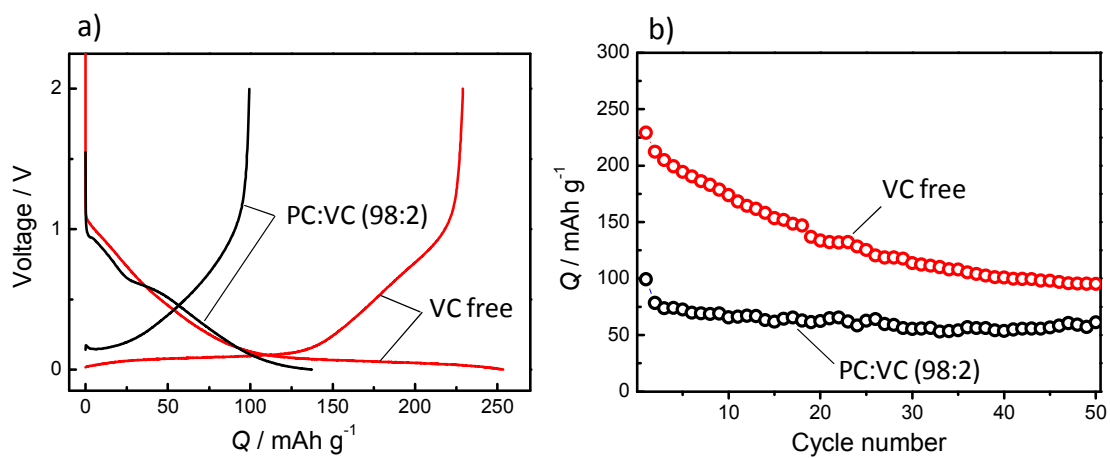 a)
2
1
0
Voltage / V
PC:VC (98:2)
VC free
0
50
100
150
200
250
Q / mAh g⁻¹
b)
300
250
200
150
100
50
0
Q / mAh g⁻¹
VC free
PC:VC (98:2)
10
20
30
40
50
Cycle number